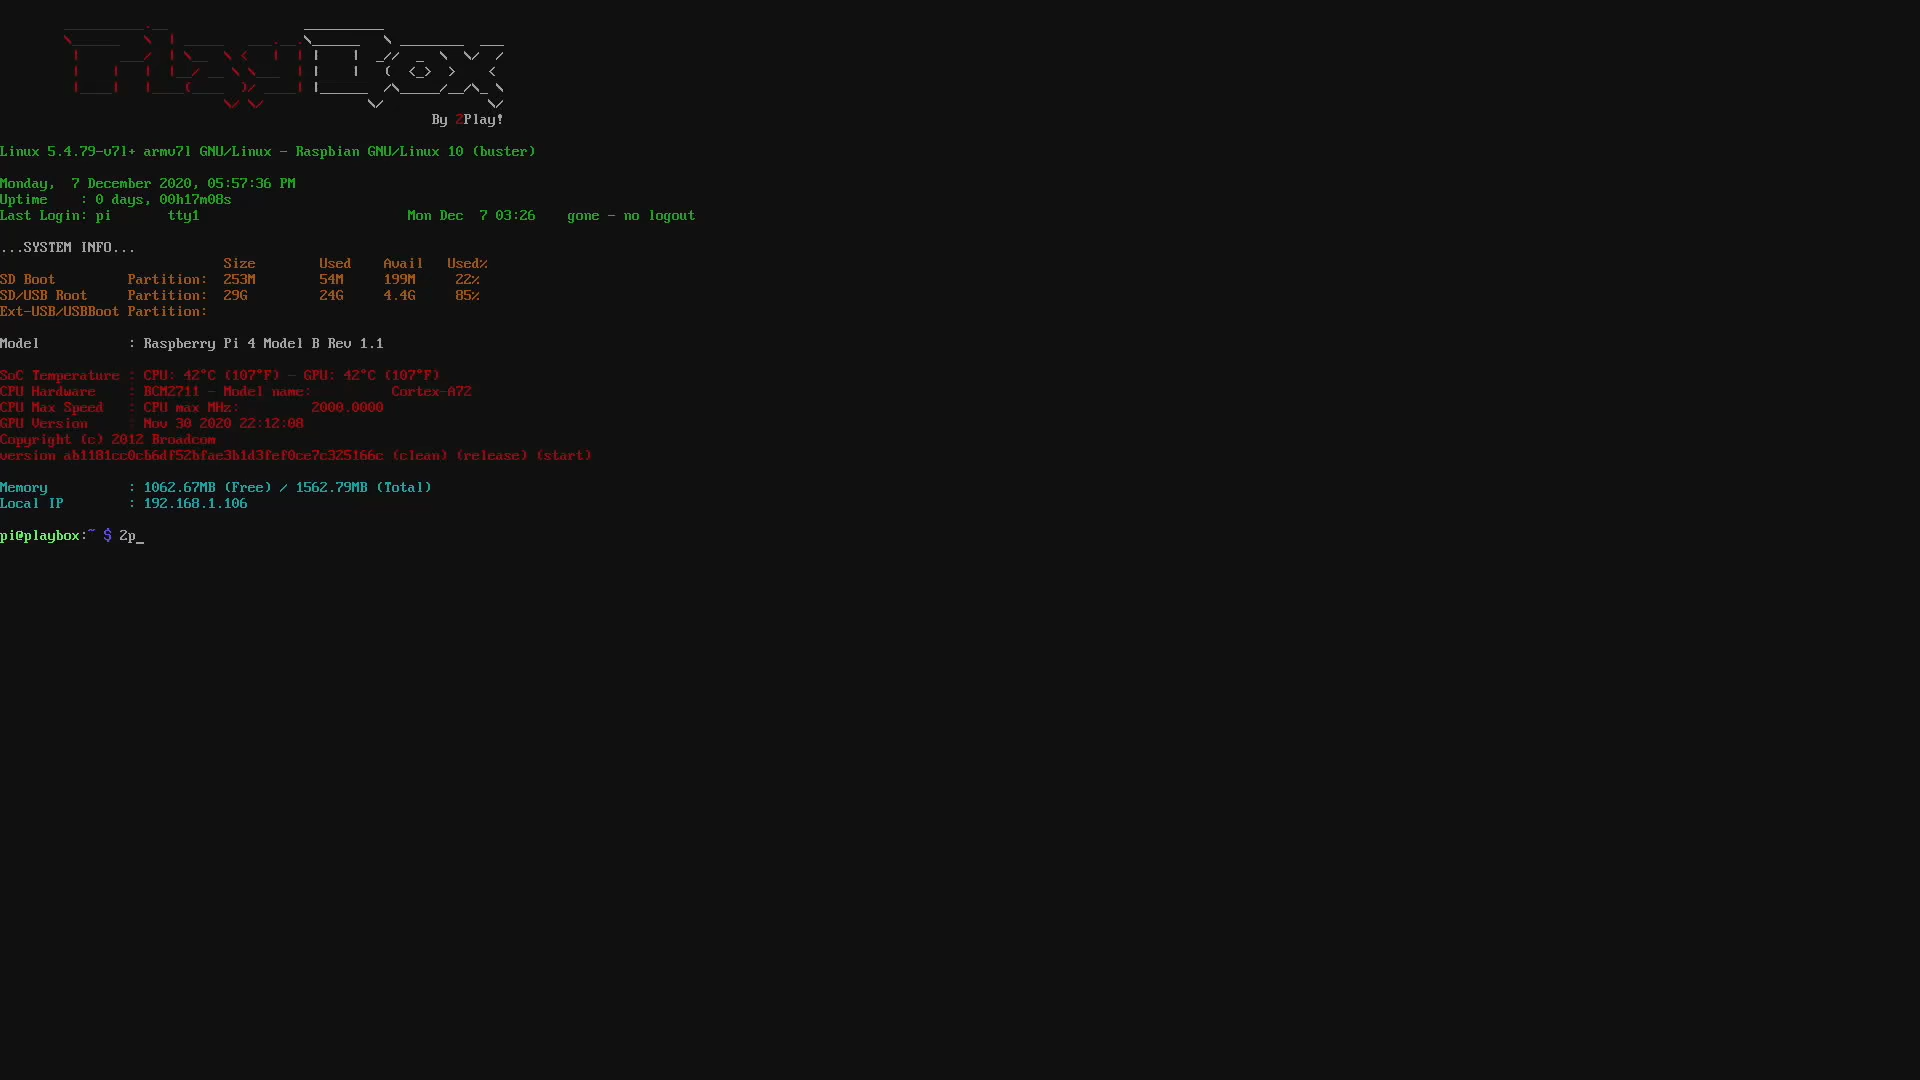 PlayBox
By 2Play!
Linux 5.4.79-v7l+ armv7l GNU/Linux - Raspbian GNU/Linux 10 (buster)
Monday,  7 December 2020, 05:57:36 PM
Uptime    : 0 days, 00h17m08s
Last Login: pi       tty1                          Mon Dec  7 03:26    gone - no logout
...SYSTEM INFO...
Size        Used    Avail   Used%
SD Boot         Partition:  253M        54M     199M     22%
SD/USB Root     Partition:  29G         24G     4.4G     85%
Ext-USB/USBBoot Partition:
Model           : Raspberry Pi 4 Model B Rev 1.1
SoC Temperature : CPU: 42°C (107°F) - GPU: 42°C (107°F)
CPU Hardware    : BCM2711 - Model name:          Cortex-A72
CPU Max Speed   : CPU max MHz:         2000.0000
GPU Version     : Nov 30 2020 22:12:08
Copyright (c) 2012 Broadcom
version ab1181cc0cb6df52bfae3b1d3fef0ce7c325166c (clean) (release) (start)
Memory          : 1062.67MB (Free) / 1562.79MB (Total)
Local IP        : 192.168.1.106
pi@playbox:~ $ 2p_